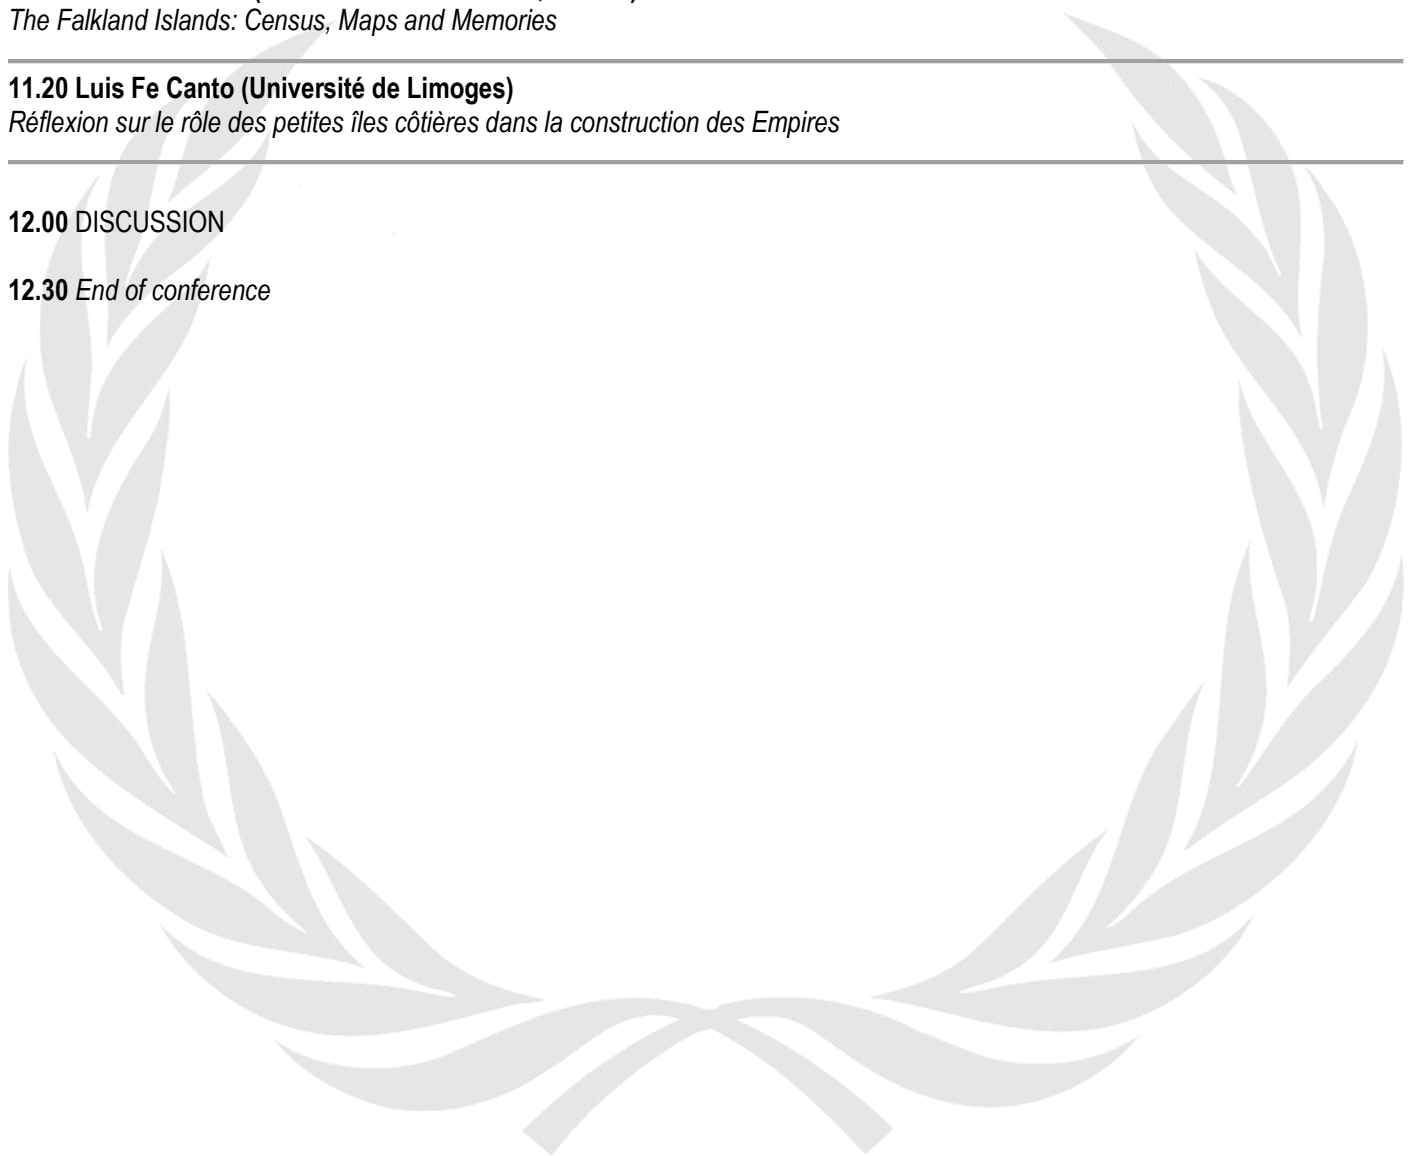 The Falkland Islands: Census, Maps and Memories
11.20 Luis Fe Canto (Université de Limoges)
Réflexion sur le rôle des petites îles côtières dans la construction des Empires
12.00 DISCUSSION
12.30 End of conference